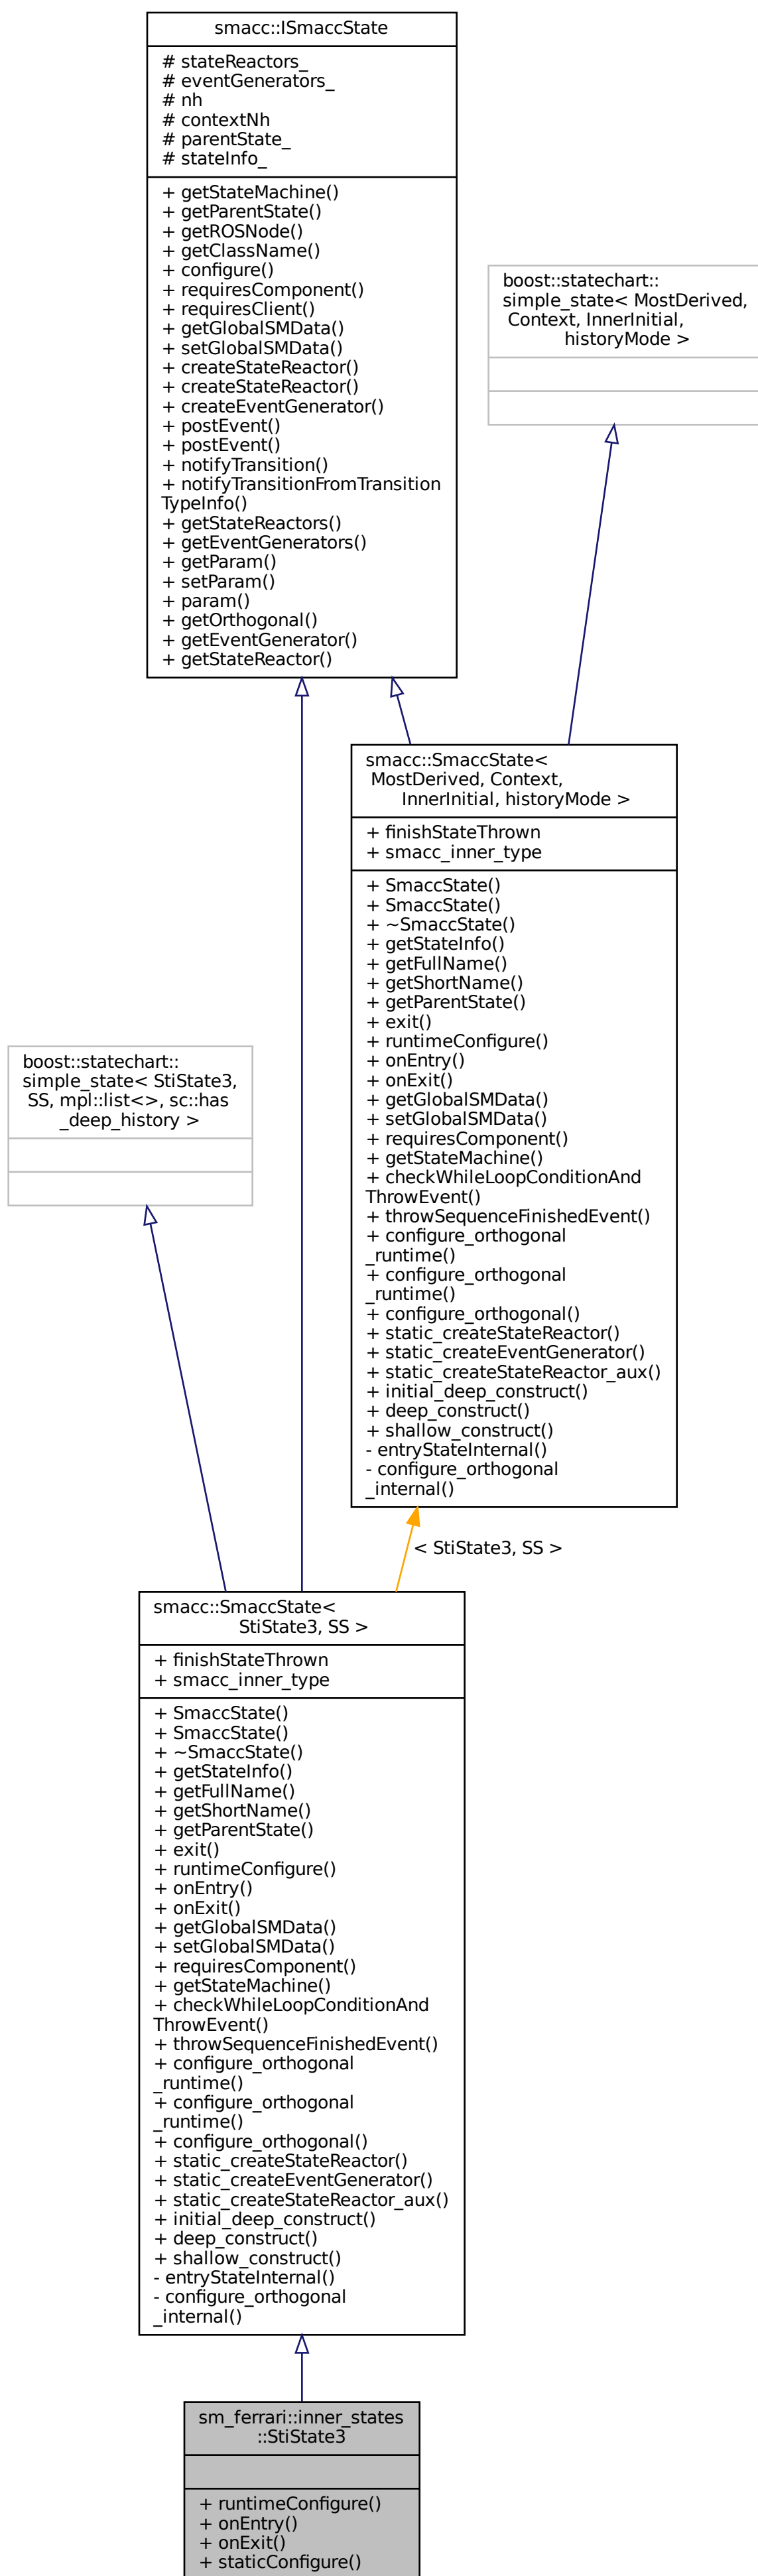 smacc::ISmaccState
# stateReactors_
# eventGenerators_
# nh
# contextNh
# parentState_
# stateInfo_
+ getStateMachine()
+ getParentState()
+ getROSNode()
+ getClassName()
+ configure()
+ requiresComponent()
+ requiresClient()
+ getGlobalSMData()
+ setGlobalSMData()
+ createStateReactor()
+ createStateReactor()
+ createEventGenerator()
+ postEvent()
+ postEvent()
+ notifyTransition()
+ notifyTransitionFromTransition
TypeInfo()
+ getStateReactors()
+ getEventGenerators()
+ getParam()
+ setParam()
+ param()
+ getOrthogonal()
+ getEventGenerator()
+ getStateReactor()
boost::statechart::
simple_state< MostDerived,
Context, InnerInitial,
historyMode >
smacc::SmaccState<
MostDerived, Context,
InnerInitial, historyMode >
+ finishStateThrown
+ smacc_inner_type
+ SmaccState()
+ SmaccState()
+ ~SmaccState()
+ getStateInfo()
+ getFullName()
+ getShortName()
+ getParentState()
+ exit()
+ runtimeConfigure()
+ onEntry()
+ onExit()
+ getGlobalSMData()
+ setGlobalSMData()
+ requiresComponent()
+ getStateMachine()
+ checkWhileLoopConditionAnd
ThrowEvent()
+ throwSequenceFinishedEvent()
+ configure_orthogonal
_runtime()
+ configure_orthogonal
_runtime()
+ configure_orthogonal()
+ static_createStateReactor()
+ static_createEventGenerator()
+ static_createStateReactor_aux()
+ initial_deep_construct()
+ deep_construct()
+ shallow_construct()
- entryStateInternal()
- configure_orthogonal
_internal()
boost::statechart::
simple_state< StiState3,
SS, mpl::list<>, sc::has
_deep_history >
< StiState3, SS >
smacc::SmaccState<
StiState3, SS >
+ finishStateThrown
+ smacc_inner_type
+ SmaccState()
+ SmaccState()
+ ~SmaccState()
+ getStateInfo()
+ getFullName()
+ getShortName()
+ getParentState()
+ exit()
+ runtimeConfigure()
+ onEntry()
+ onExit()
+ getGlobalSMData()
+ setGlobalSMData()
+ requiresComponent()
+ getStateMachine()
+ checkWhileLoopConditionAnd
ThrowEvent()
+ throwSequenceFinishedEvent()
+ configure_orthogonal
_runtime()
+ configure_orthogonal
_runtime()
+ configure_orthogonal()
+ static_createStateReactor()
+ static_createEventGenerator()
+ static_createStateReactor_aux()
+ initial_deep_construct()
+ deep_construct()
+ shallow_construct()
- entryStateInternal()
- configure_orthogonal
_internal()
sm_ferrari::inner_states
::StiState3
+ runtimeConfigure()
+ onEntry()
+ onExit()
+ staticConfigure()